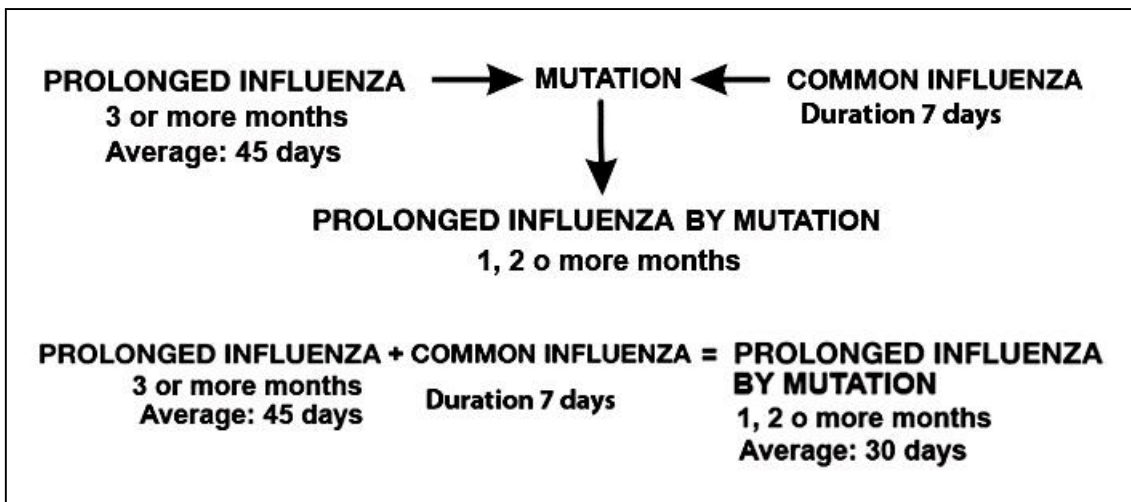 PROLONGED INFLUENZA
3 or more months
Average: 45 days
MUTATION
COMMON INFLUENZA
Duration 7 days
PROLONGED INFLUENZA BY MUTATION
1, 2 o more months
PROLONGED INFLUENZA + COMMON INFLUENZA = PROLONGED INFLUENZA
BY MUTATION
3 or more months
Average: 45 days
Duration 7 days
1, 2 o more months
Average: 30 days